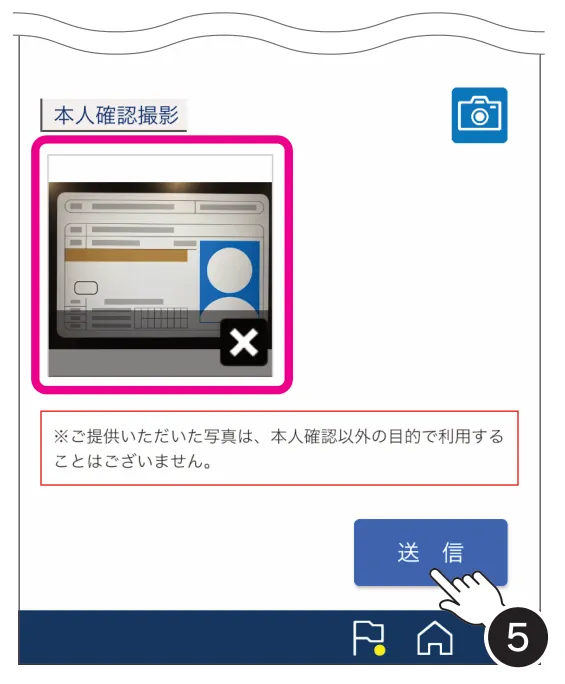 本人確認撮影
※ご提供いただいた写真は、本人確認以外の目的で利用する
ことはございません。
送　信
5